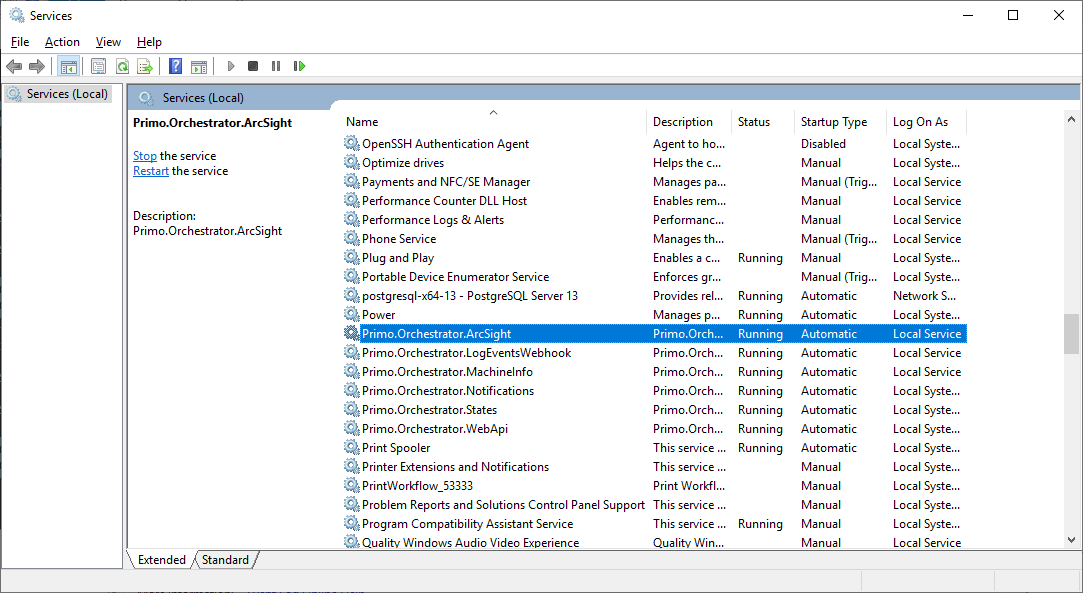 Services
File Action View Help
Services (Local)
Services (Local)
Primo.Orchestrator.ArcSight
Stop the service
Restart the service
Description:
Primo.Orchestrator.ArcSight
Name Description Status Startup Type Log On As
OpenSSH Authentication Agent Agent to ho... Disabled Local Syste...
Optimize drives Helps the c... Manual Local Syste...
Payments and NFC/SE Manager Manages pa... Manual (Trig... Local Service
Performance Counter DLL Host Enables rem... Manual Local Service
Performance Logs & Alerts Performanc... Manual Local Service
Phone Service Manages th... Manual (Trig... Local Service
Plug and Play Enables a c... Running Manual Local Syste...
Portable Device Enumerator Service Enforces gr... Manual (Trig... Local Syste...
postgresql-x64-13 - PostgreSQL Server 13 Provides rel... Running Automatic Network S...
Power Manages p... Running Automatic Local Syste...
Primo.Orchestrator.ArcSight Primo.Orch... Running Automatic Local Service
Primo.Orchestrator.LogEventsWebhook Primo.Orch... Running Automatic Local Service
Primo.Orchestrator.MachineInfo Primo.Orch... Running Automatic Local Service
Primo.Orchestrator.Notifications Primo.Orch... Running Automatic Local Syste...
Primo.Orchestrator.States Primo.Orch... Running Automatic Local Syste...
Primo.Orchestrator.WebApi Primo.Orch... Running Automatic Local Syste...
Print Spooler This service ... Running Automatic Local Syste...
Printer Extensions and Notifications This service ... Manual Local Syste...
PrintWorkflow_53333 Print Workfl... Manual Local Syste...
Problem Reports and Solutions Control Panel Support This service ... Manual Local Syste...
Program Compatibility Assistant Service This service ... Running Manual Local Syste...
Quality Windows Audio Video Experience Quality Win... Manual Local Service
Extended Standard